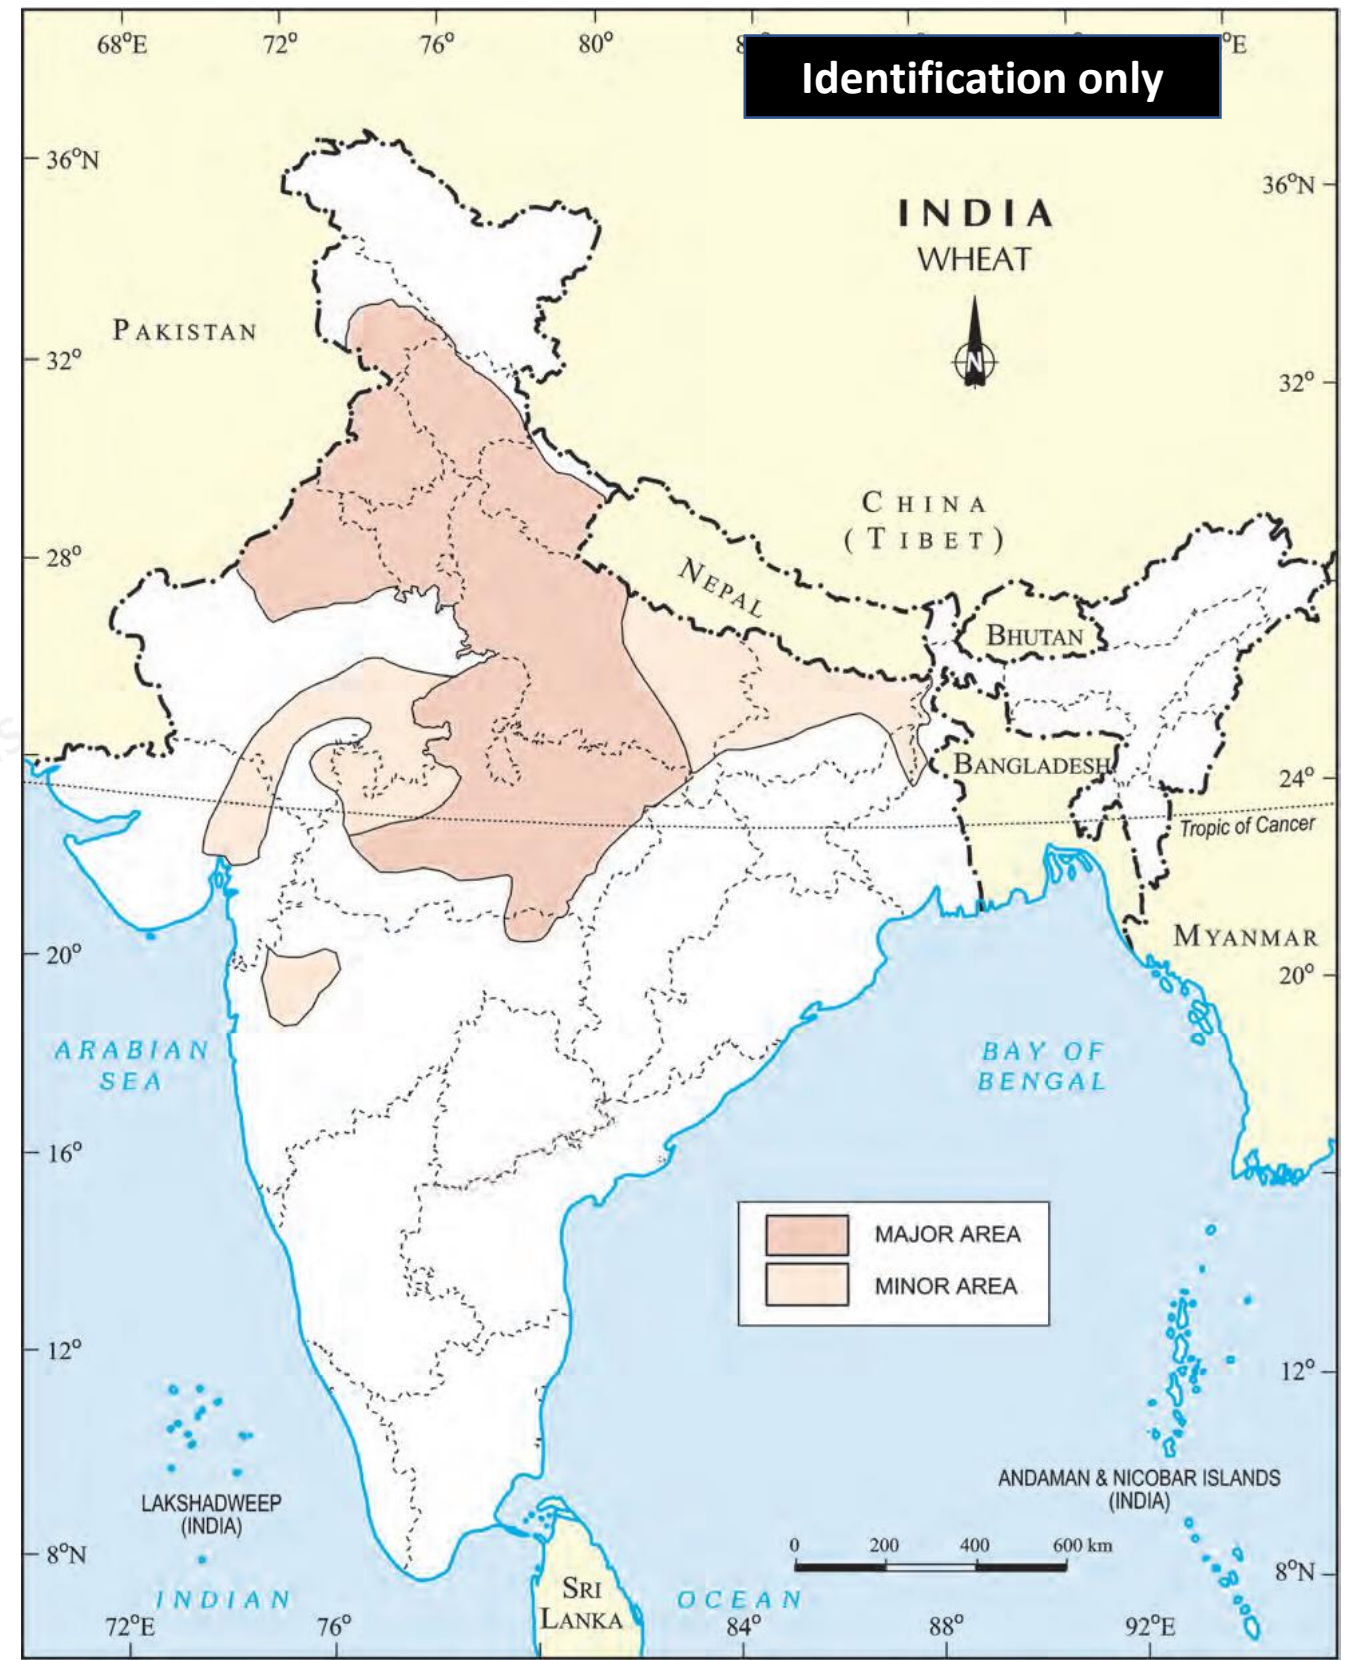 68°E 72° 76° 80°
Identification only
36°N
36°N
INDIA
WHEAT
N
PAKISTAN
32°
32°
CHINA
(TIBET)
28°
NEPAL
BHUTAN
BANGLADESH
24°
Tropic of Cancer
MYANMAR
20°
20°
ARABIAN
SEA
BAY OF
BENGAL
16°
MAJOR AREA
MINOR AREA
12°
12°
ANDAMAN & NICOBAR ISLANDS
(INDIA)
LAKSHADWEEP
(INDIA)
0 200 400 600 km
8°N
8°N
SRI
LANKA
INDIAN OCEAN
72°E 76° 84° 88° 92°E